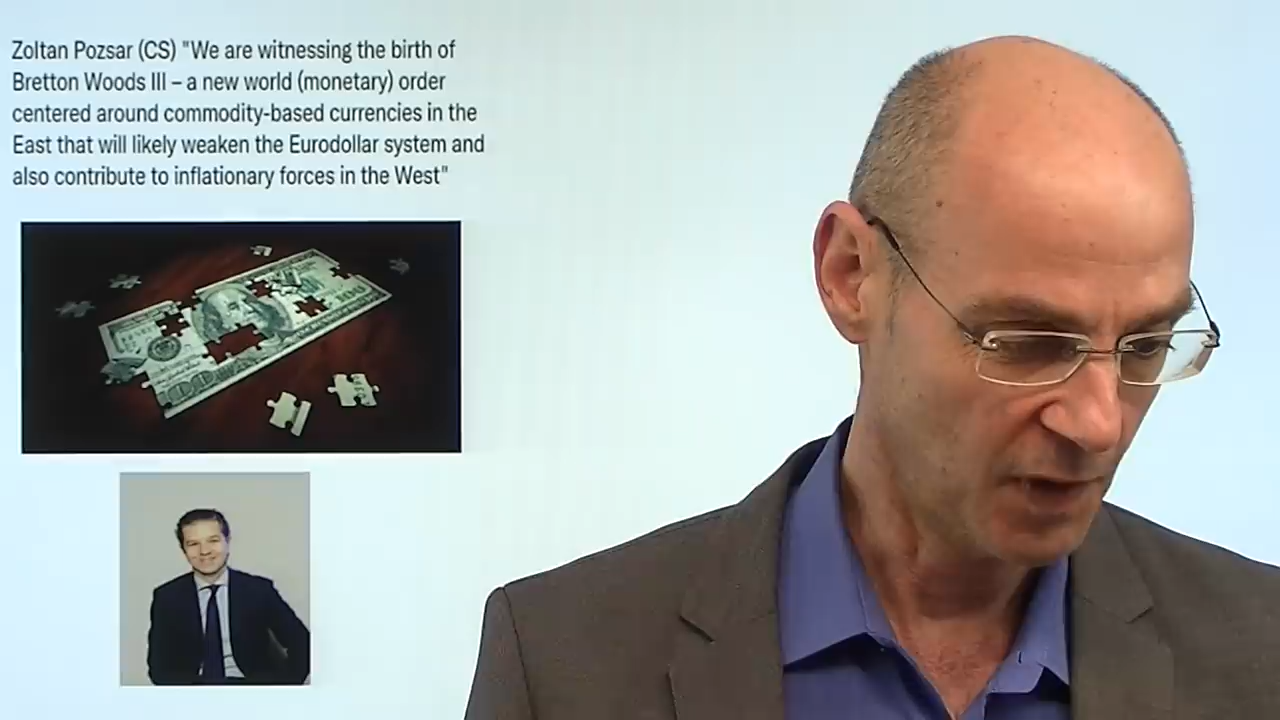 Zoltan Pozsar (CS) "We are witnessing the birth of
Bretton Woods III – a new world (monetary) order
centered around commodity-based currencies in the
East that will likely weaken the Eurodollar system and
also contribute to inflationary forces in the West"
100